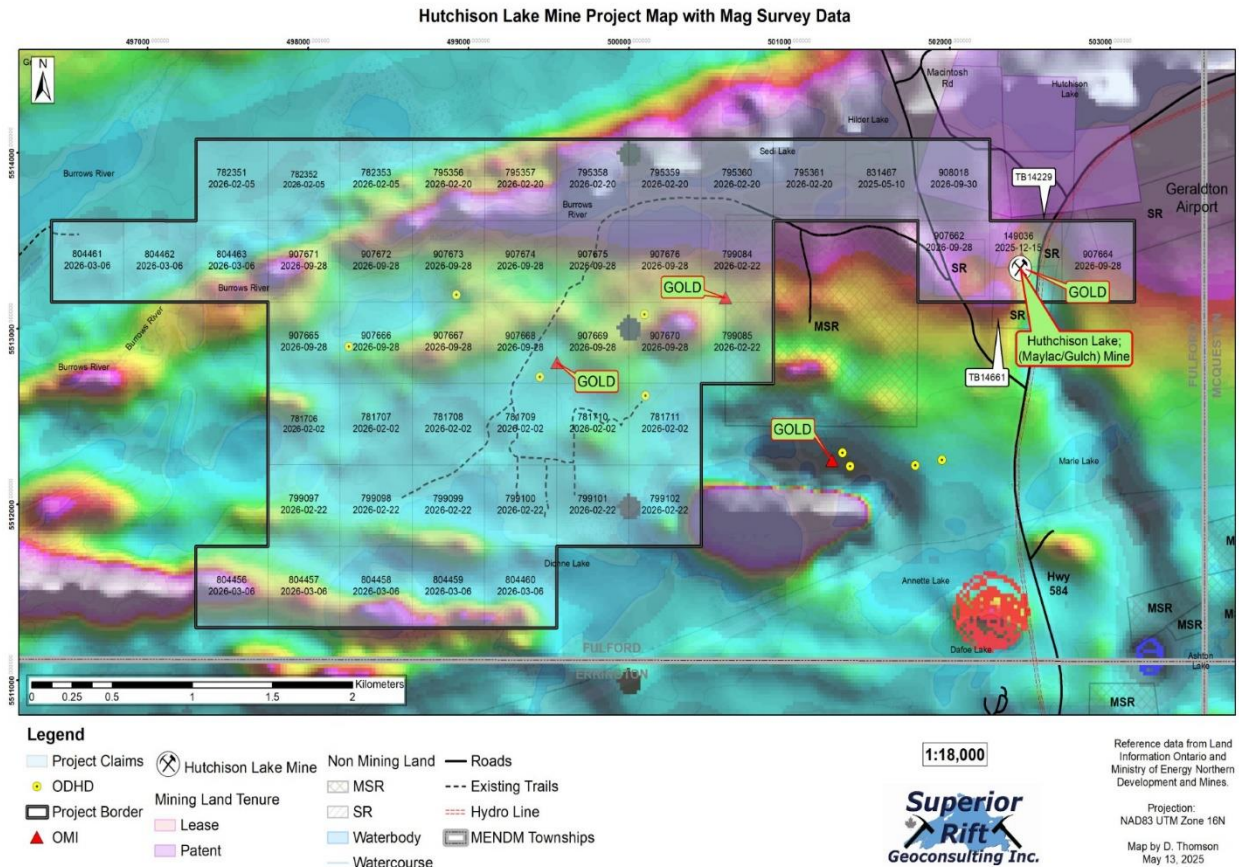 Hutchison Lake Mine Project Map with Mag Survey Data
497000 498000 499000 500000 501000 502000 503000
N
Macintosh
Rd
Hutchison
Lake
Hilder Lake
5514000
Burrows River
Sedi Lake
782351 782352 782353 795356 795357 795358 795359 795360 795361 831467 908018
2026-02-05 2026-02-05 2026-02-05 2026-02-20 2026-02-20 2026-02-20 2026-02-20 2026-02-20 2026-02-20 2025-05-10 2026-09-30
TB14229
Geraldton
Airport
SR
Burrows
River
804461 804462 804463 907671 907672 907673 907674 907675 907676 799084 907662 149036 907664
2026-03-06 2026-03-06 2026-03-06 2026-09-28 2026-09-28 2026-09-28 2026-09-28 2026-09-28 2026-09-28 2026-02-22 2026-09-28 2025-12-15 2026-09-28
SR
SR
Burrows River
GOLD
GOLD
Burrows River
5513000
SR
MSR
907665 907666 907667 907668 907669 907670 799085
2026-09-28 2026-09-28 2026-09-28 2026-09-28 2026-09-28 2026-09-28 2026-02-22
Huthchison Lake;
(Maylac/Gulch) Mine
FULFORD
MCQUESTEN
Burrows River
GOLD
TB14661
781706 781707 781708 781709 781710 781711
2026-02-02 2026-02-02 2026-02-02 2026-02-02 2026-02-02 2026-02-02
GOLD
Marie Lake
5512000
799097 799098 799099 799100 799101 799102
2026-02-22 2026-02-22 2026-02-22 2026-02-22 2026-02-22 2026-02-22
Dionne Lake
804456 804457 804458 804459 804460
2026-03-06 2026-03-06 2026-03-06 2026-03-06 2026-03-06
Annette Lake
Hwy
584
MSR
MSR
Dafoe Lake
Ashton
Lake
FULFORD
ERRINGTON
5511000
MSR
Kilometers
0 0.25 0.5 1 1.5 2
Legend
Project Claims
ODHD
Project Border
OMI
Hutchison Lake Mine
Mining Land Tenure
Lease
Patent
Non Mining Land
MSR
SR
Waterbody
Watercourse
Roads
Existing Trails
Hydro Line
MENDM Townships
1:18,000
Superior
Rift
Geoconsulting Inc.
Reference data from Land
Information Ontario and
Ministry of Energy Northern
Development and Mines.
Projection:
NAD83 UTM Zone 16N
Map by D. Thomson
May 13, 2025